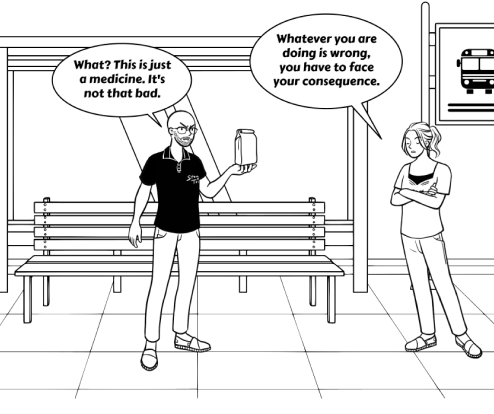 What? This is just
a medicine. It's
not that bad.
Whatever you are
doing is wrong,
you have to face
your consequence.